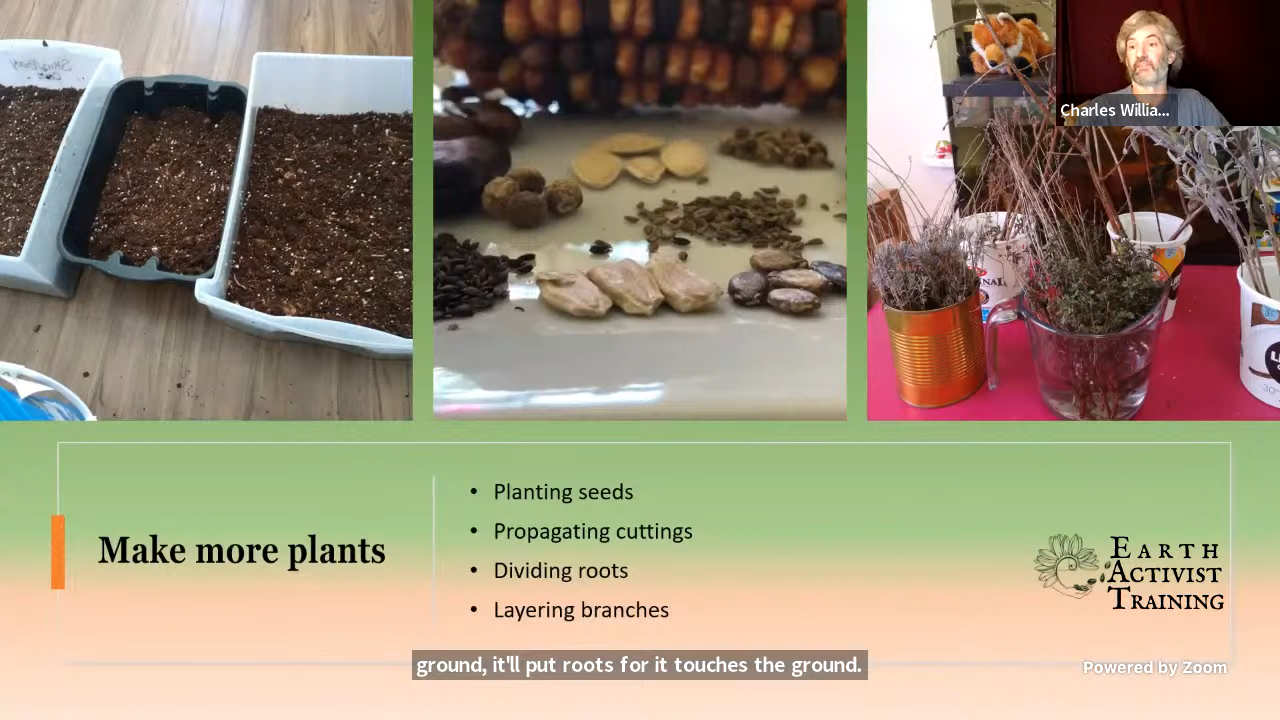 Charles Willia...
Make more plants
• Planting seeds
• Propagating cuttings
• Dividing roots
• Layering branches
EARTH
ACTIVIST
TRAINING
ground, it'll put roots for it touches the ground.
Powered by Zoom